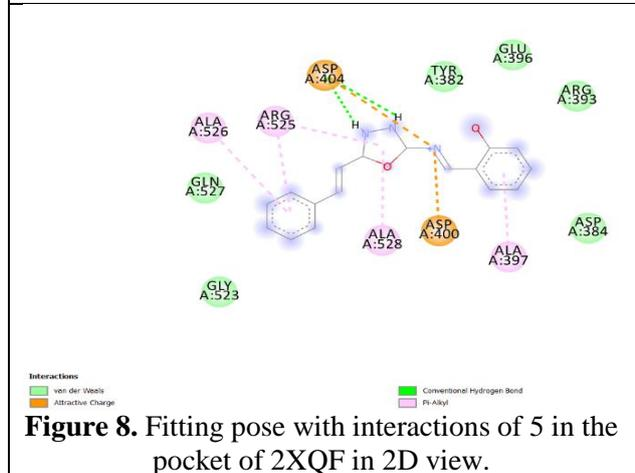 ASP
A:404
TYR
A:382
GLU
A:396
ARG
A:393
ALA
A:526
ARG
A:525
H
H
N
N
N
O
O
GLN
A:527
ALA
A:528
ASP
A:400
ASP
A:384
ALA
A:397
GLY
A:523
Interactions
van der Waals
Attractive Charge
Conventional Hydrogen Bond
Pi-Alkyl
Figure 8. Fitting pose with interactions of 5 in the
pocket of 2XQF in 2D view.